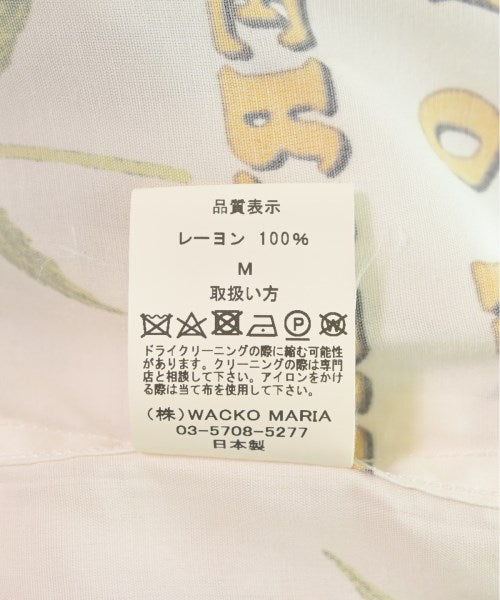 E
R
O
品質表示
レーヨン 100%
M
取扱い方
P W
ドライクリーニングの際に縮む可能性
があります。クリーニングの際は専門
店と相談して下さい。アイロンをかけ
る際は当て布を使用して下さい。
(株)WACKO MARIA
03-5708-5277
日本製